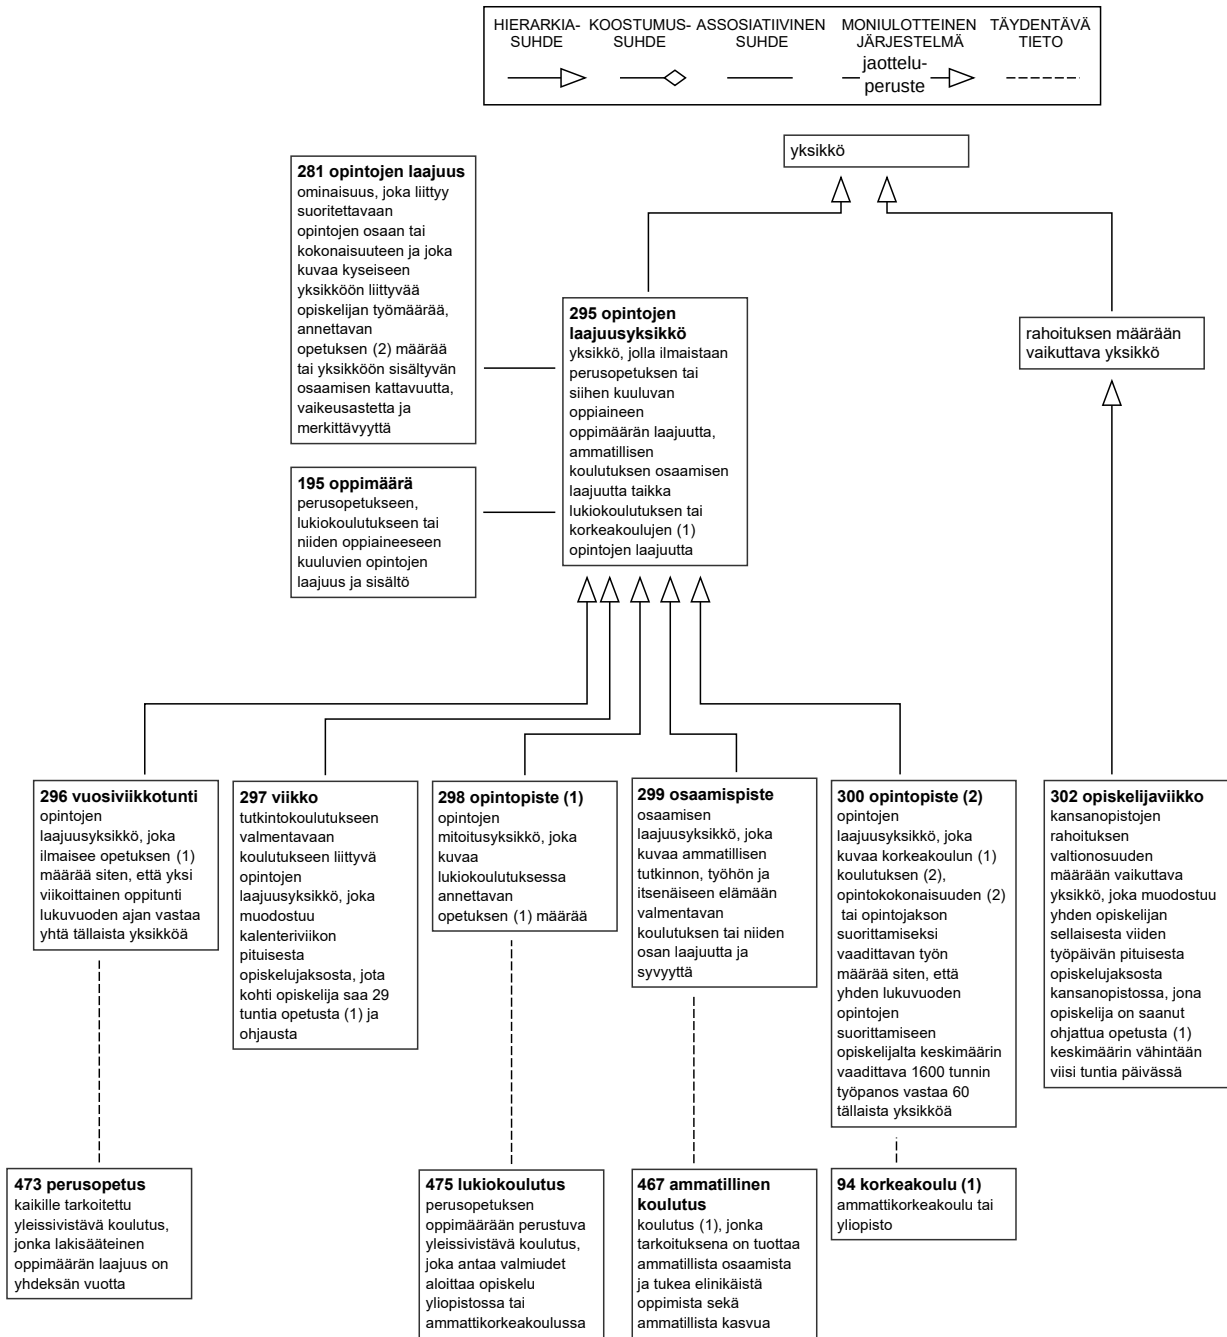 HIERARKIA-
SUHDE
KOOSTUMUS-
SUHDE
ASSOSIATIIVINEN
SUHDE
MONIULOTTEINEN
JÄRJESTELMÄ
jaottelu-
peruste
TÄYDENTÄVÄ
TIETO
yksikkö
281 opintojen laajuus
ominaisuus, joka liittyy
suoritettavaan
opintojen osaan tai
kokonaisuuteen ja joka
kuvaa kyseiseen
yksikköön liittyvää
opiskelijan työmäärää,
annettavan
opetuksen (2) määrää
tai yksikköön sisältyvän
osaamisen kattavuutta,
vaikeusastetta ja
merkittävyyttä
195 oppimäärä
perusopetukseen,
lukiokoulutukseen tai
niiden oppiaineeseen
kuuluvien opintojen
laajuus ja sisältö
295 opintojen
laajuusyksikkö
yksikkö, jolla ilmaistaan
perusopetuksen tai
siihen kuuluvan
oppiaineen
oppimäärän laajuutta,
ammatillisen
koulutuksen osaamisen
laajuutta taikka
lukiokoulutuksen tai
korkeakoulujen (1)
opintojen laajuutta
rahoituksen määrään
vaikuttava yksikkö
296 vuosiviikkotunti
opintojen
laajuusyksikkö, joka
ilmaisee opetuksen (1)
määrää siten, että yksi
viikoittainen oppitunti
lukuvuoden ajan vastaa
yhtä tällaista yksikköä
297 viikko
tutkintokoulutukseen
valmentavaan
koulutukseen liittyvä
opintojen
laajuusyksikkö, joka
muodostuu
kalenteriviikon
pituisesta
opiskelujaksosta, jota
kohti opiskelija saa 29
tuntia opetusta (1) ja
ohjausta
298 opintopiste (1)
opintojen
mitoitusyksikkö, joka
kuvaa
lukiokoulutuksessa
annettavan
opetuksen (1) määrää
299 osaamispiste
osaamisen
laajuusyksikkö, joka
kuvaa ammatillisen
tutkinnon, työhön ja
itsenäiseen elämään
valmentavan
koulutuksen tai niiden
osan laajuutta ja
syvyyttä
300 opintopiste (2)
opintojen
laajuusyksikkö, joka
kuvaa korkeakoulun (1)
koulutuksen (2),
opintokokonaisuuden (2)
tai opintojakson
suorittamiseksi
vaadittavan työn
määrää siten, että
yhden lukuvuoden
opintojen
suorittamiseen
opiskelijalta keskimäärin
vaadittava 1600 tunnin
työpanos vastaa 60
tällaista yksikköä
302 opiskelijaviikko
kansanopistojen
rahoituksen
valtionosuuden
määrään vaikuttava
yksikkö, joka muodostuu
yhden opiskelijan
sellaisesta viiden
työpäivän pituisesta
opiskelujaksosta
kansanopistossa, jona
opiskelija on saanut
ohjattua opetusta (1)
keskimäärin vähintään
viisi tuntia päivässä
473 perusopetus
kaikille tarkoitettu
yleissivistävä koulutus,
jonka lakisääteinen
oppimäärän laajuus on
yhdeksän vuotta
475 lukiokoulutus
perusopetuksen
oppimäärään perustuva
yleissivistävä koulutus,
joka antaa valmiudet
aloittaa opiskelu
yliopistossa tai
ammattikorkeakoulussa
467 ammatillinen
koulutus
koulutus (1), jonka
tarkoituksena on tuottaa
ammatillista osaamista
ja tukea elinikäistä
oppimista sekä
ammatillista kasvua
94 korkeakoulu (1)
ammattikorkeakoulu tai
yliopisto